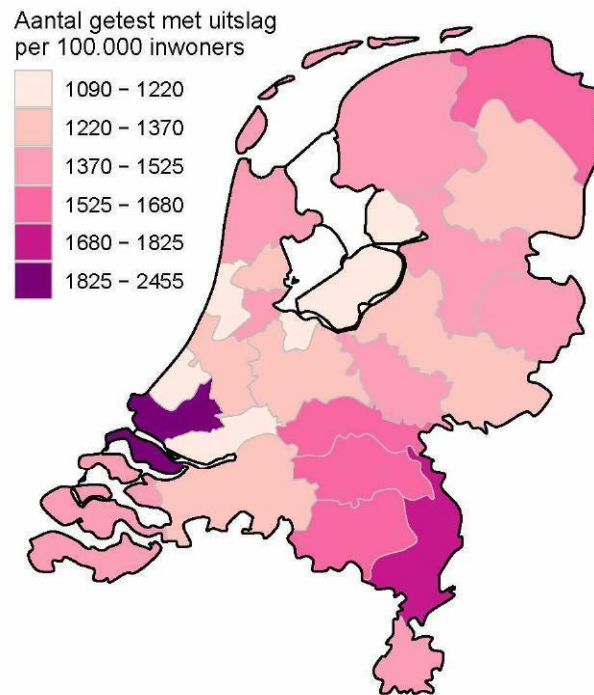 Aantal getest met uitslag
per 100.000 inwoners
1090 – 1220
1220 – 1370
1370 – 1525
1525 – 1680
1680 – 1825
1825 – 2455